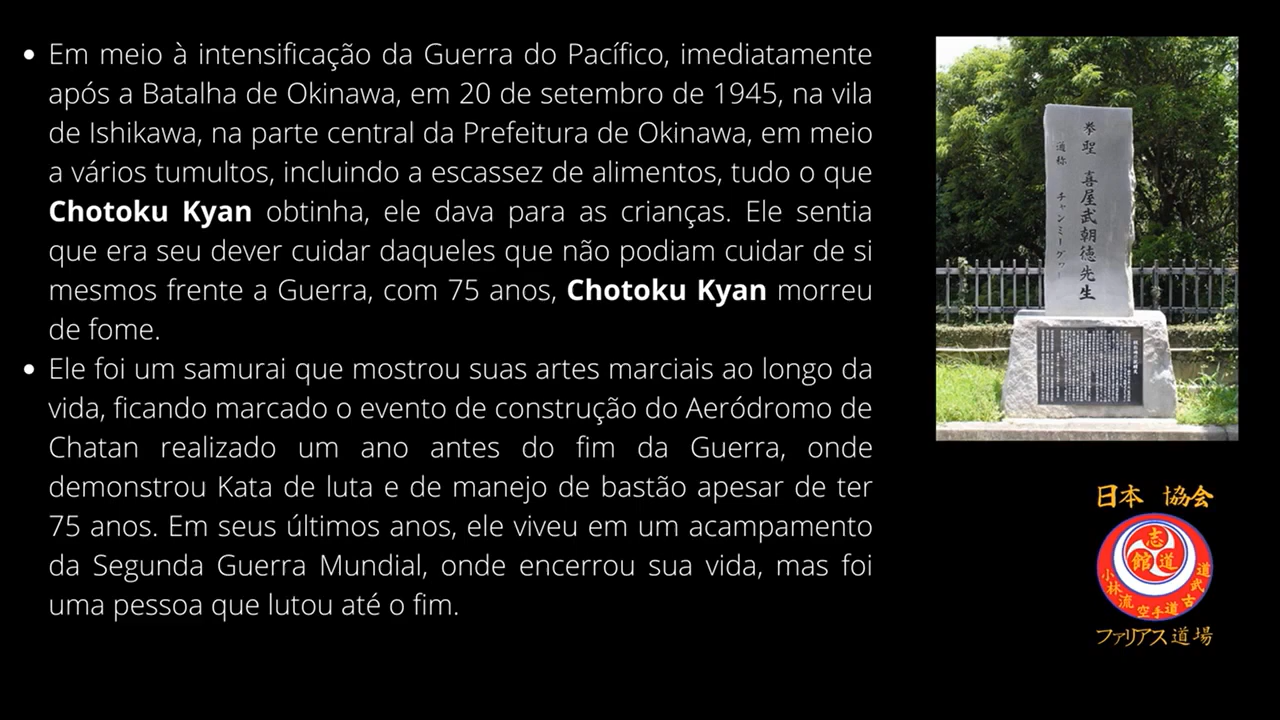 • Em meio à intensificação da Guerra do Pacífico, imediatamente
após a Batalha de Okinawa, em 20 de setembro de 1945, na vila
de Ishikawa, na parte central da Prefeitura de Okinawa, em meio
a vários tumultos, incluindo a escassez de alimentos, tudo o que
Chotoku Kyan obtinha, ele dava para as crianças. Ele sentia
que era seu dever cuidar daqueles que não podiam cuidar de si
mesmos frente a Guerra, com 75 anos, Chotoku Kyan morreu
de fome.
• Ele foi um samurai que mostrou suas artes marciais ao longo da
vida, ficando marcado o evento de construção do Aeródromo de
Chatan realizado um ano antes do fim da Guerra, onde
demonstrou Kata de luta e de manejo de bastão apesar de ter
75 anos. Em seus últimos anos, ele viveu em um acampamento
da Segunda Guerra Mundial, onde encerrou sua vida, mas foi
uma pessoa que lutou até o fim.
拳聖 喜屋武朝徳先生
道称 チャンミーグヮー
日本 協会
志
館道
小林流空手道古武道
ファリアス道場